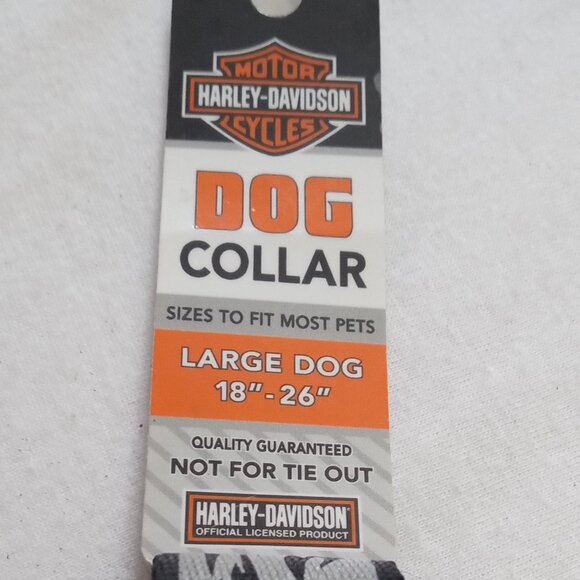 MOTOR
HARLEY-DAVIDSON
CYCLES
DOG
COLLAR
SIZES TO FIT MOST PETS
LARGE DOG
18"-26"
QUALITY GUARANTEED
NOT FOR TIE OUT
HARLEY-DAVIDSON®
OFFICIAL LICENSED PRODUCT